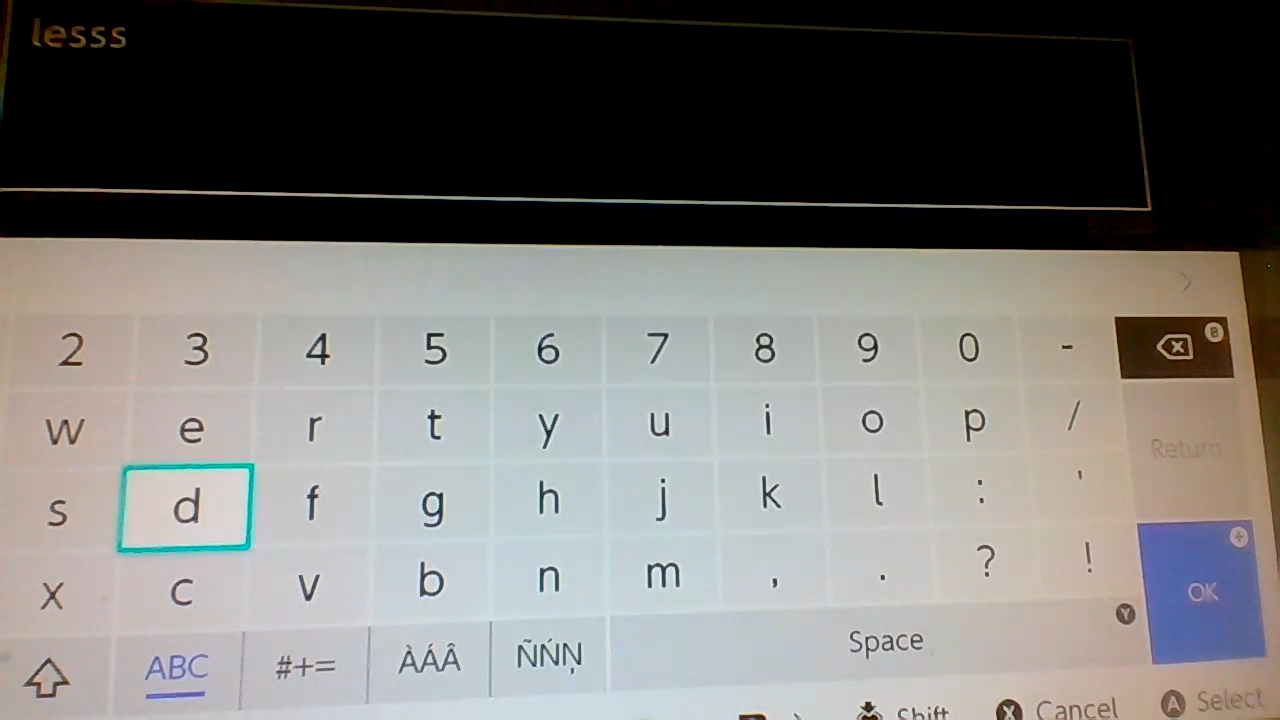 lesss
2 3 4 5 6 7 8 9 0 - B
w e r t y u i o p / Return
s d f g h j k l : '
x c v b n m , . ? ! + OK
ABC #+= ÀÁÂ ÑŃŅ Space Y
Shift X Cancel A Select